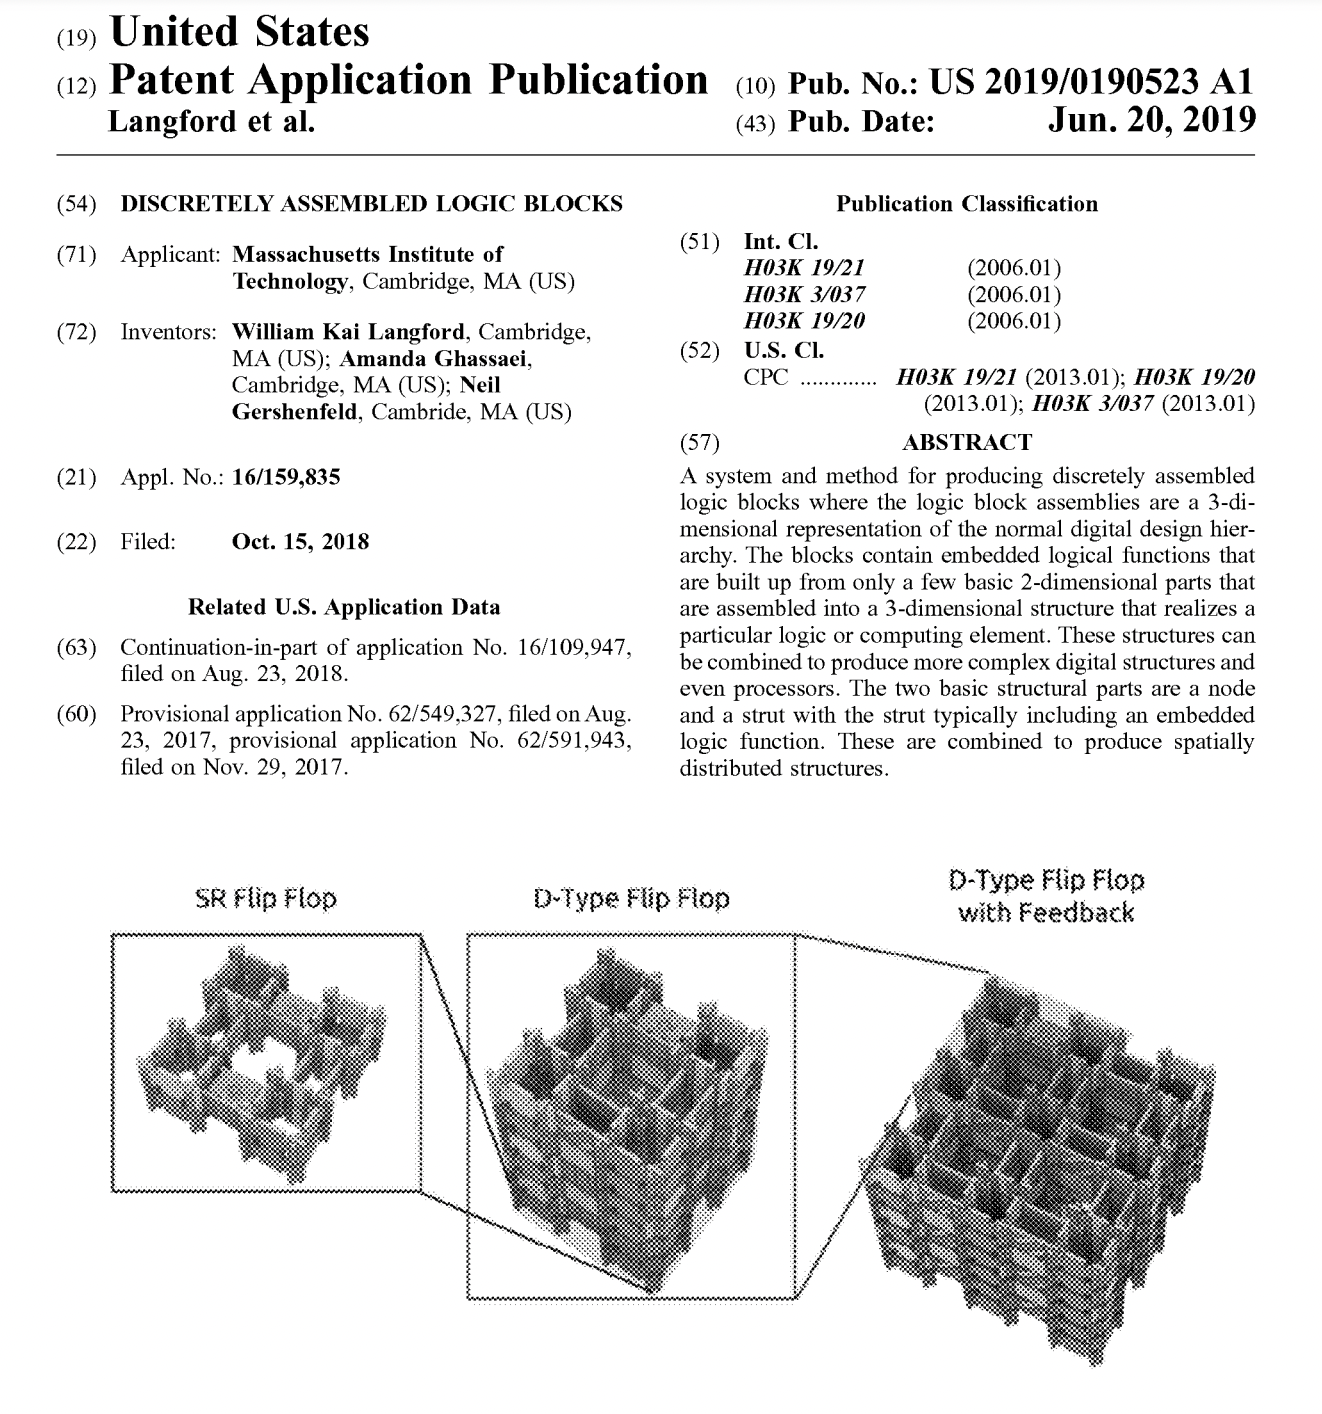 (19) United States
(12) Patent Application Publication
Langford et al.
(10) Pub. No.: US 2019/0190523 A1
(43) Pub. Date: Jun. 20, 2019
(54) DISCRETELY ASSEMBLED LOGIC BLOCKS
(71) Applicant: Massachusetts Institute of
Technology, Cambridge, MA (US)
(72) Inventors: William Kai Langford, Cambridge,
MA (US); Amanda Ghassaei,
Cambridge, MA (US); Neil
Gershenfeld, Cambride, MA (US)
(21) Appl. No.: 16/159,835
(22) Filed: Oct. 15, 2018
Related U.S. Application Data
(63) Continuation-in-part of application No. 16/109,947,
filed on Aug. 23, 2018.
(60) Provisional application No. 62/549,327, filed on Aug.
23, 2017, provisional application No. 62/591,943,
filed on Nov. 29, 2017.
Publication Classification
(51) Int. Cl.
H03K 19/21 (2006.01)
H03K 3/037 (2006.01)
H03K 19/20 (2006.01)
(52) U.S. Cl.
CPC ............. H03K 19/21 (2013.01); H03K 19/20
(2013.01); H03K 3/037 (2013.01)
(57) ABSTRACT
A system and method for producing discretely assembled
logic blocks where the logic block assemblies are a 3-di-
mensional representation of the normal digital design hier-
archy. The blocks contain embedded logical functions that
are built up from only a few basic 2-dimensional parts that
are assembled into a 3-dimensional structure that realizes a
particular logic or computing element. These structures can
be combined to produce more complex digital structures and
even processors. The two basic structural parts are a node
and a strut with the strut typically including an embedded
logic function. These are combined to produce spatially
distributed structures.
SR Flip Flop
D-Type Flip Flop
D-Type Flip Flop
with Feedback